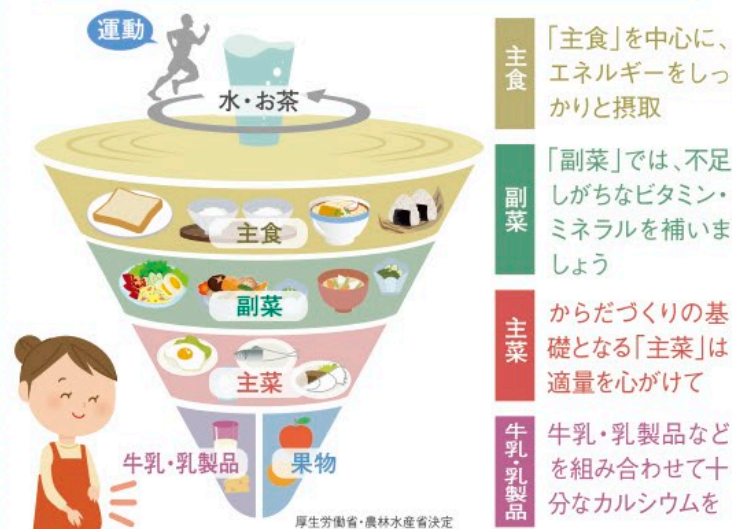 運動
水・お茶
主食
副菜
主菜
牛乳・乳製品
果物
厚生労働省・農林水産省決定
主食
「主食」を中心に、
エネルギーをしっ
かりと摂取
副菜
「副菜」では、不足
しがちなビタミン・
ミネラルを補いま
しょう
主菜
からだづくりの基
礎となる「主菜」は
適量を心がけて
牛乳・乳製品
牛乳・乳製品など
を組み合わせて十
分なカルシウムを